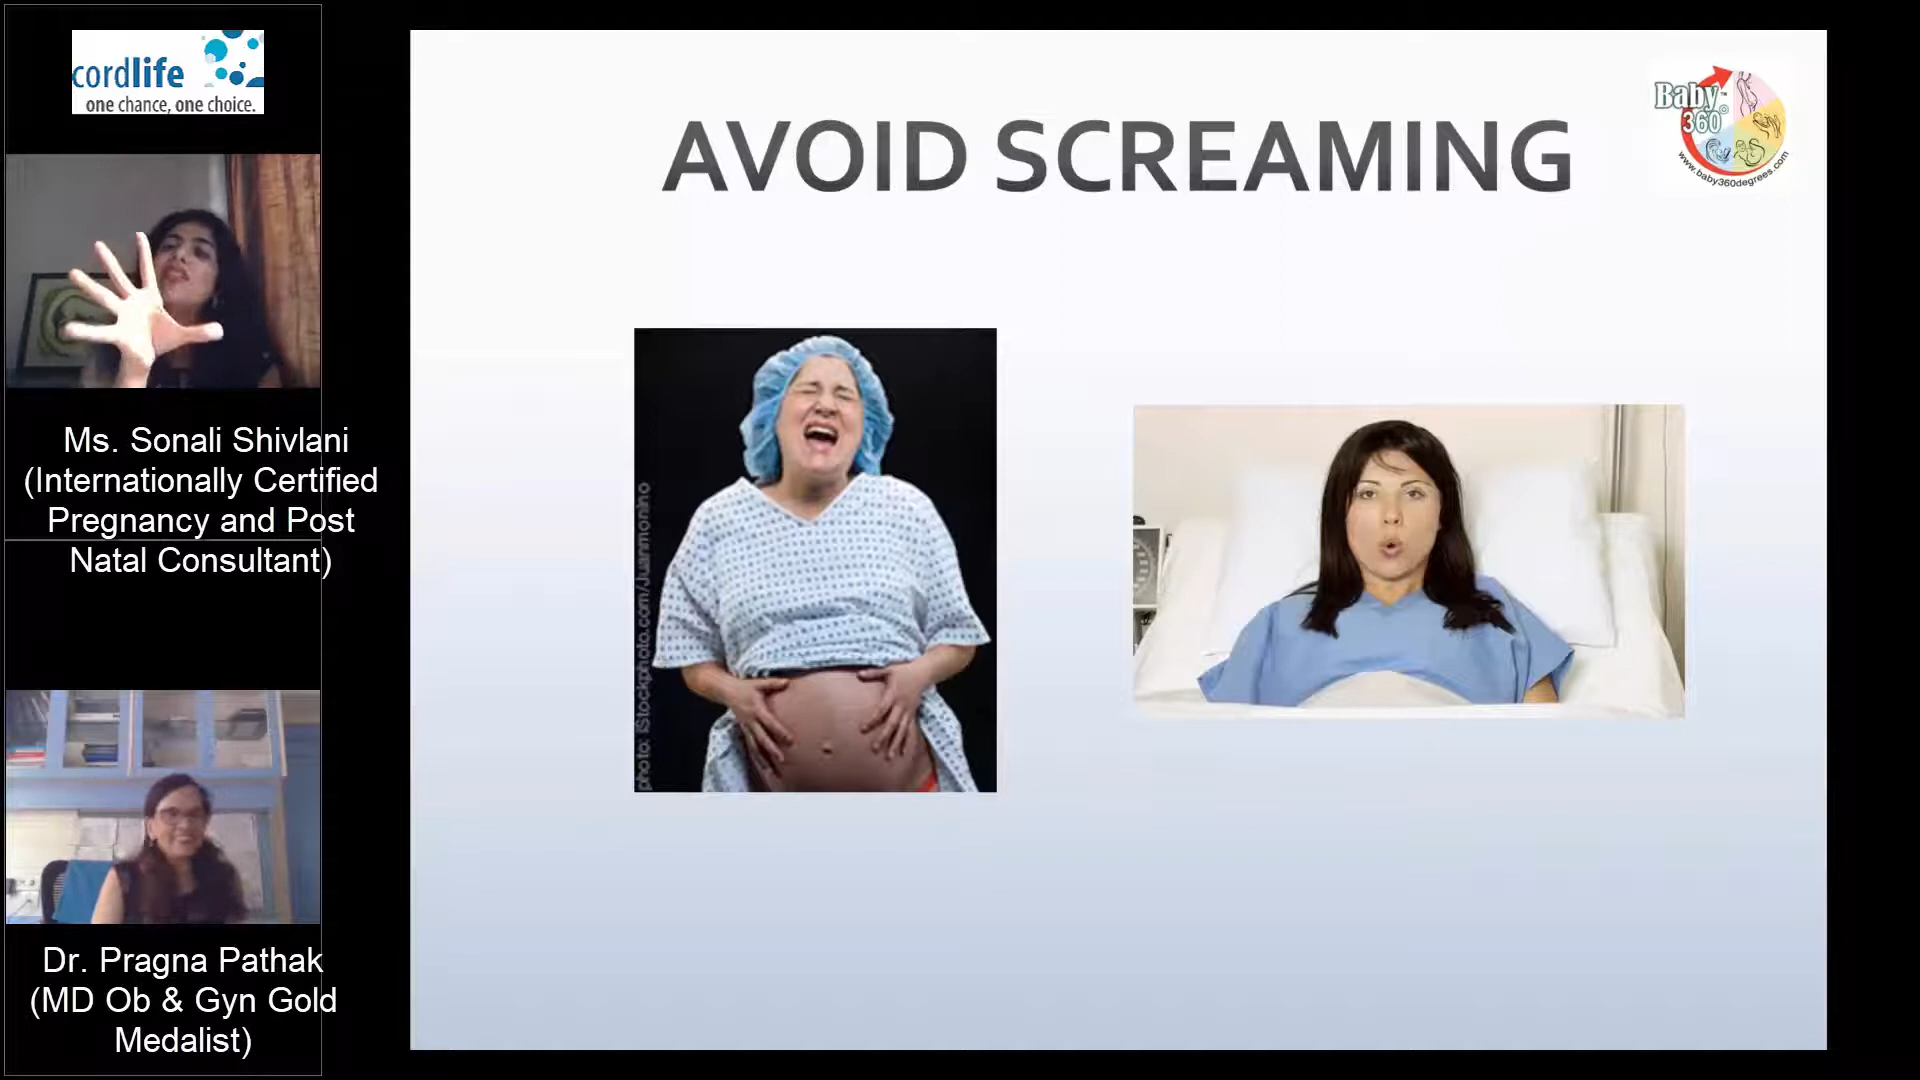 cordlife
one chance, one choice.
Ms. Sonali Shivlani
(Internationally Certified
Pregnancy and Post
Natal Consultant)
Dr. Pragna Pathak
(MD Ob & Gyn Gold
Medalist)
AVOID SCREAMING
Baby™
360°
www.baby360degrees.com
photo: iStockphoto.com/Juanmonino